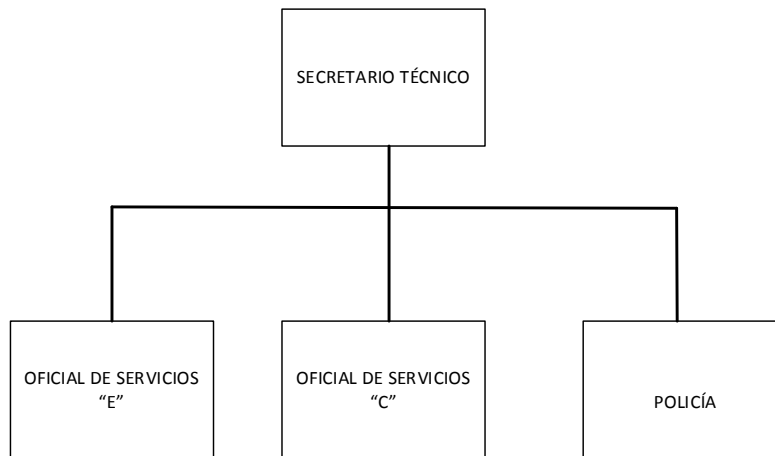 SECRETARIO TÉCNICO
OFICIAL DE SERVICIOS
“E”
OFICIAL DE SERVICIOS
“C”
POLICÍA